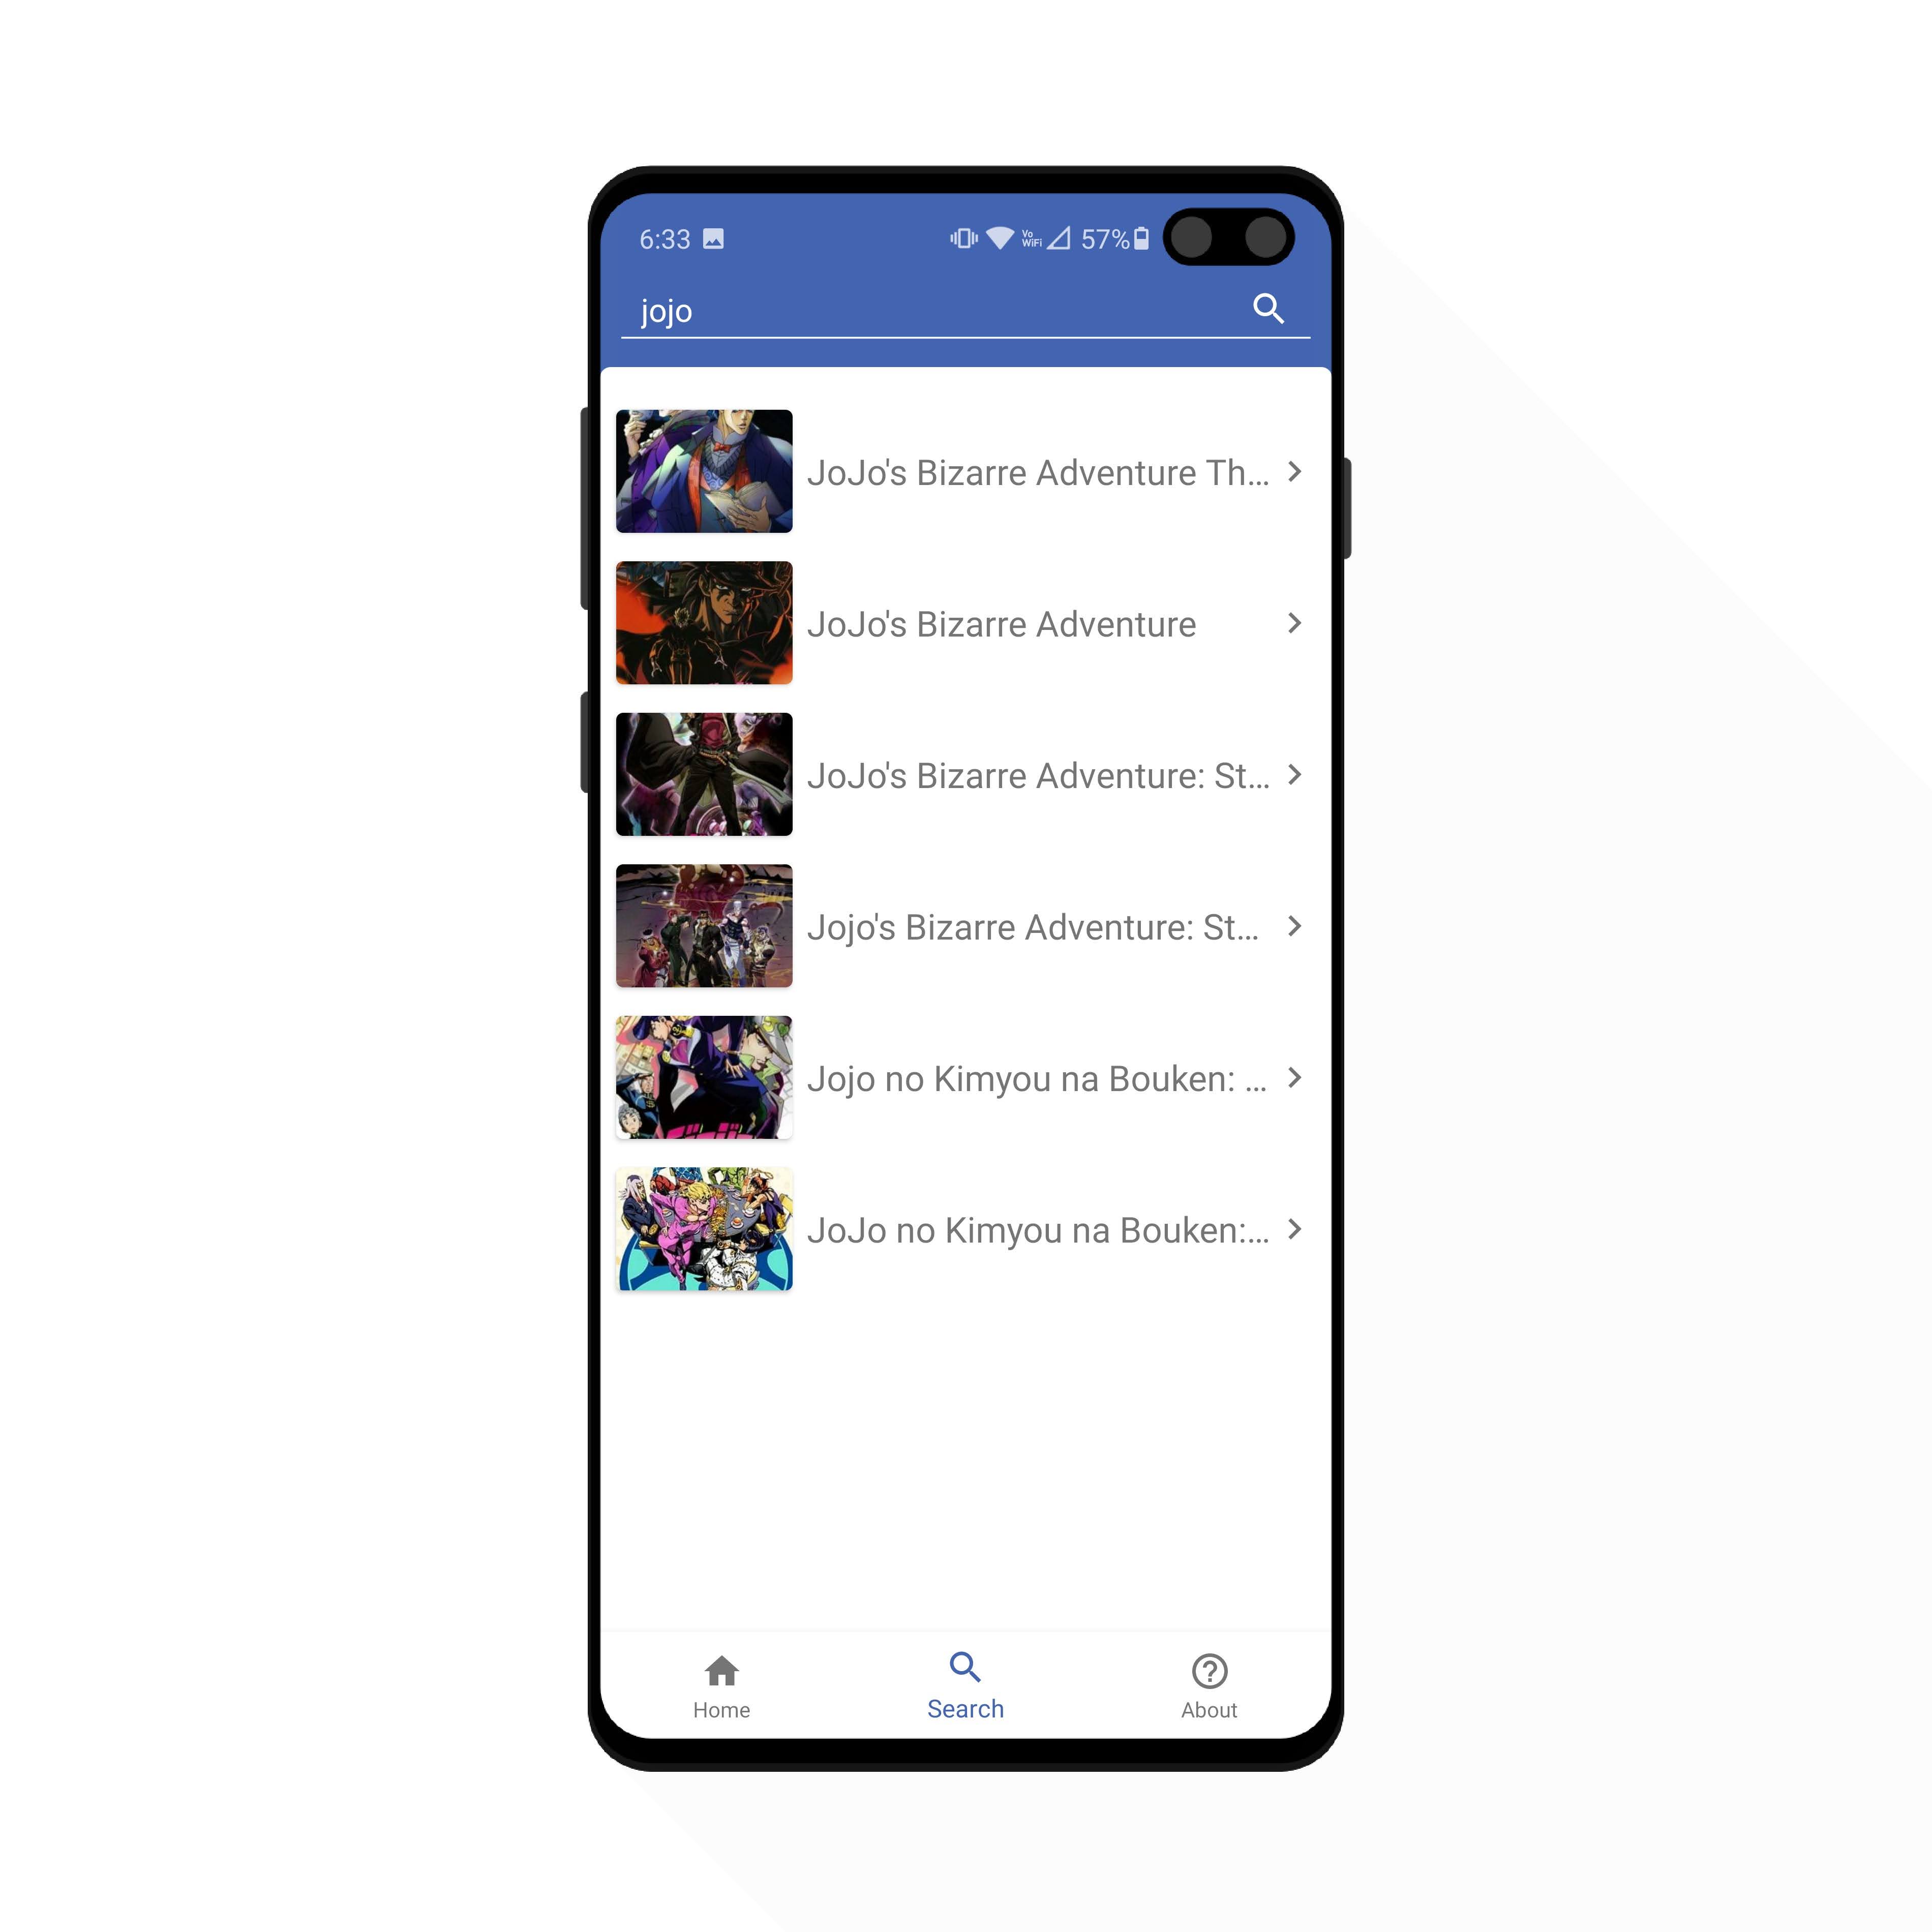 6:33 Vo WiFi 57%
jojo
JoJo's Bizarre Adventure Th...
JoJo's Bizarre Adventure
JoJo's Bizarre Adventure: St...
Jojo's Bizarre Adventure: St...
Jojo no Kimyou na Bouken: ...
JoJo no Kimyou na Bouken:...
Home Search About